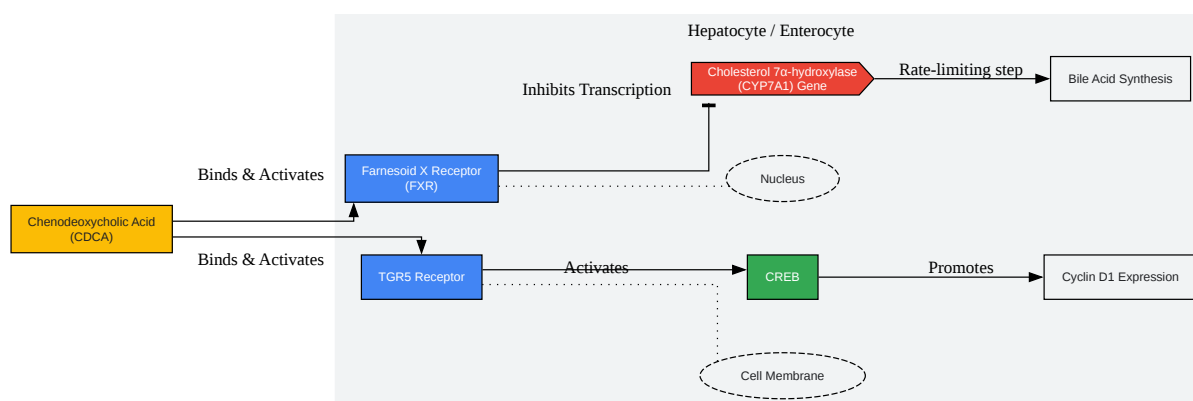 Hepatocyte / Enterocyte
Cholesterol 7α-hydroxylase
(CYP7A1) Gene
Rate-limiting step
Bile Acid Synthesis
Inhibits Transcription
Binds & Activates
Farnesoid X Receptor
(FXR)
Nucleus
Chenodeoxycholic Acid
(CDCA)
Binds & Activates
TGR5 Receptor
Activates
CREB
Promotes
Cyclin D1 Expression
Cell Membrane